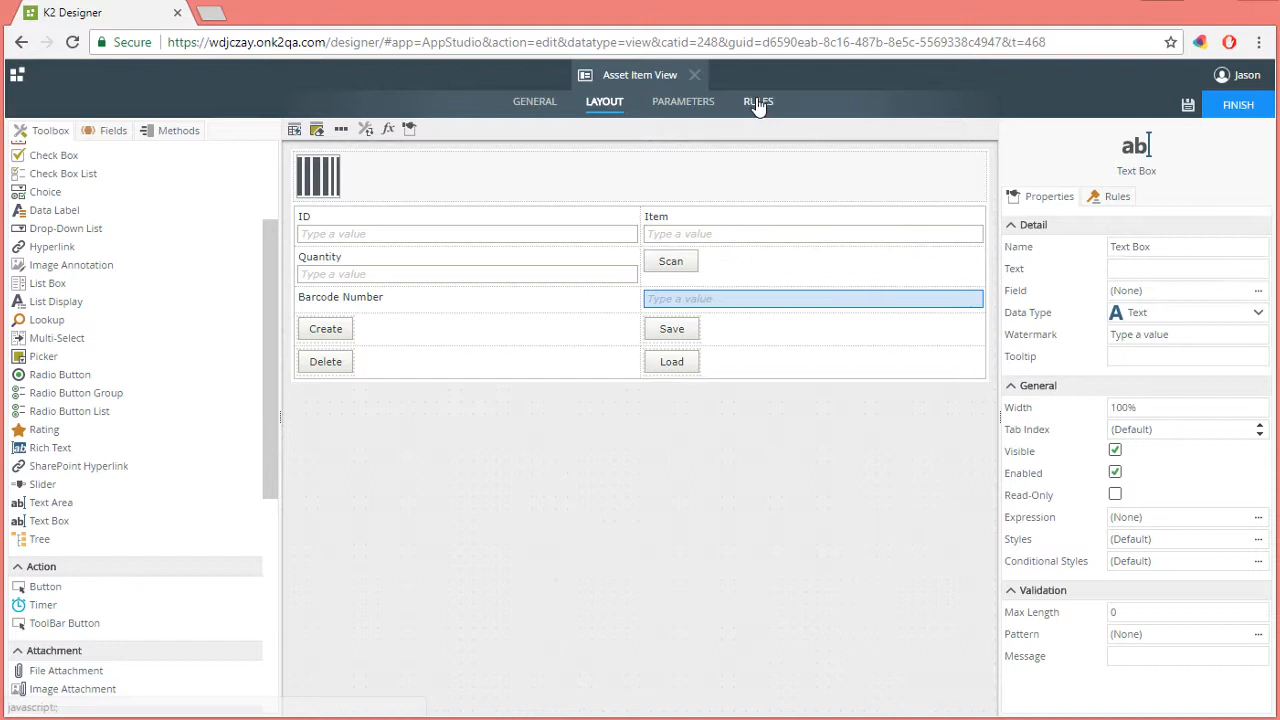 K2 Designer
Secure https://wdjczay.onk2qa.com/designer/#app=AppStudio&action=edit&datatype=view&catid=248&guid=d6590eab-8c16-487b-8e5c-5569338c4947&t=468
Asset Item View
Jason
GENERAL LAYOUT PARAMETERS RULES
FINISH
Toolbox Fields Methods
fx
Check Box
Check Box List
Choice
Data Label
Drop-Down List
Hyperlink
Image Annotation
List Box
List Display
Lookup
Multi-Select
Picker
Radio Button
Radio Button Group
Radio Button List
Rating
Rich Text
SharePoint Hyperlink
Slider
Text Area
Text Box
Tree
Action
Button
Timer
ToolBar Button
Attachment
File Attachment
Image Attachment
javascript:;
ID Item
Type a value Type a value
Quantity
Type a value
Scan
Barcode Number
Type a value
Create Save
Delete Load
ab
Text Box
Properties Rules
Detail
Name Text Box
Text
Field (None)
Data Type A Text
Watermark Type a value
Tooltip
General
Width 100%
Tab Index (Default)
Visible
Enabled
Read-Only
Expression (None)
Styles (Default)
Conditional Styles (Default)
Validation
Max Length 0
Pattern (None)
Message